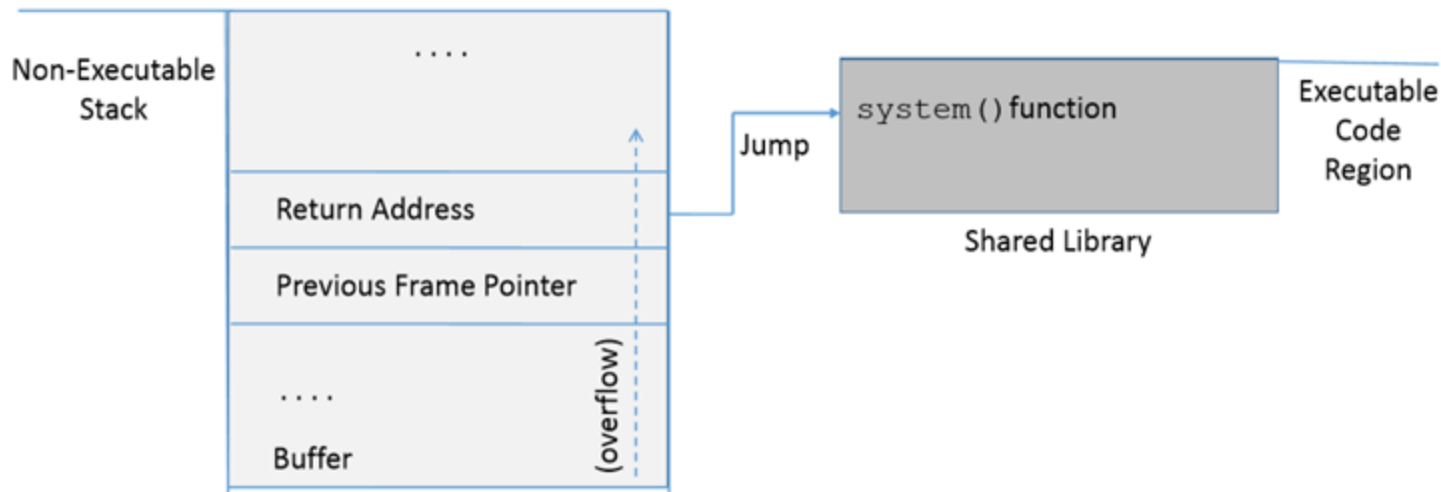 Non-Executable
Stack
....
Return Address
Previous Frame Pointer
....
Buffer
(overflow)
Jump
system() function
Shared Library
Executable
Code
Region